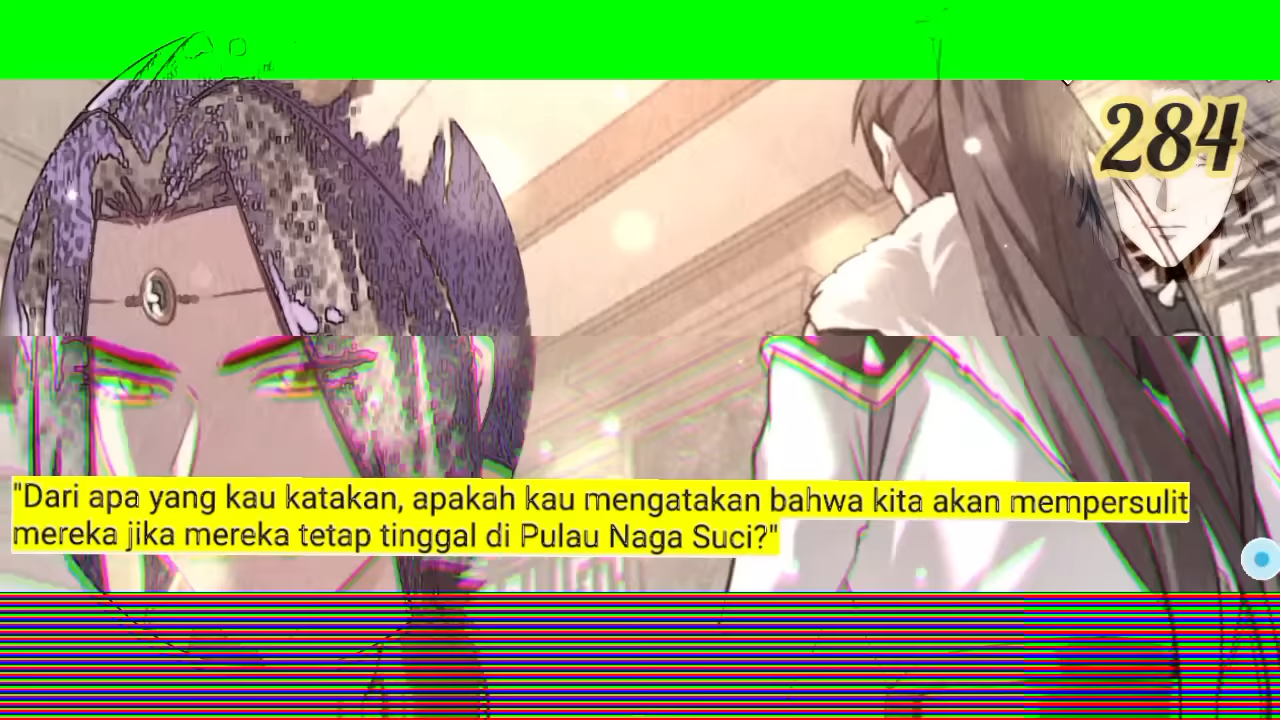 284
"Dari apa yang kau katakan, apakah kau mengatakan bahwa kita akan mempersulit
mereka jika mereka tetap tinggal di Pulau Naga Suci?"